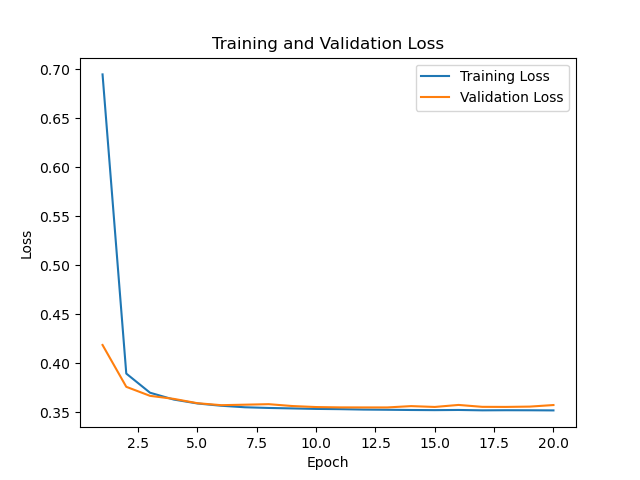 Training and Validation Loss
Training Loss
Validation Loss
0.70
0.65
0.60
0.55
0.50
0.45
0.40
0.35
Loss
2.5 5.0 7.5 10.0 12.5 15.0 17.5 20.0
Epoch